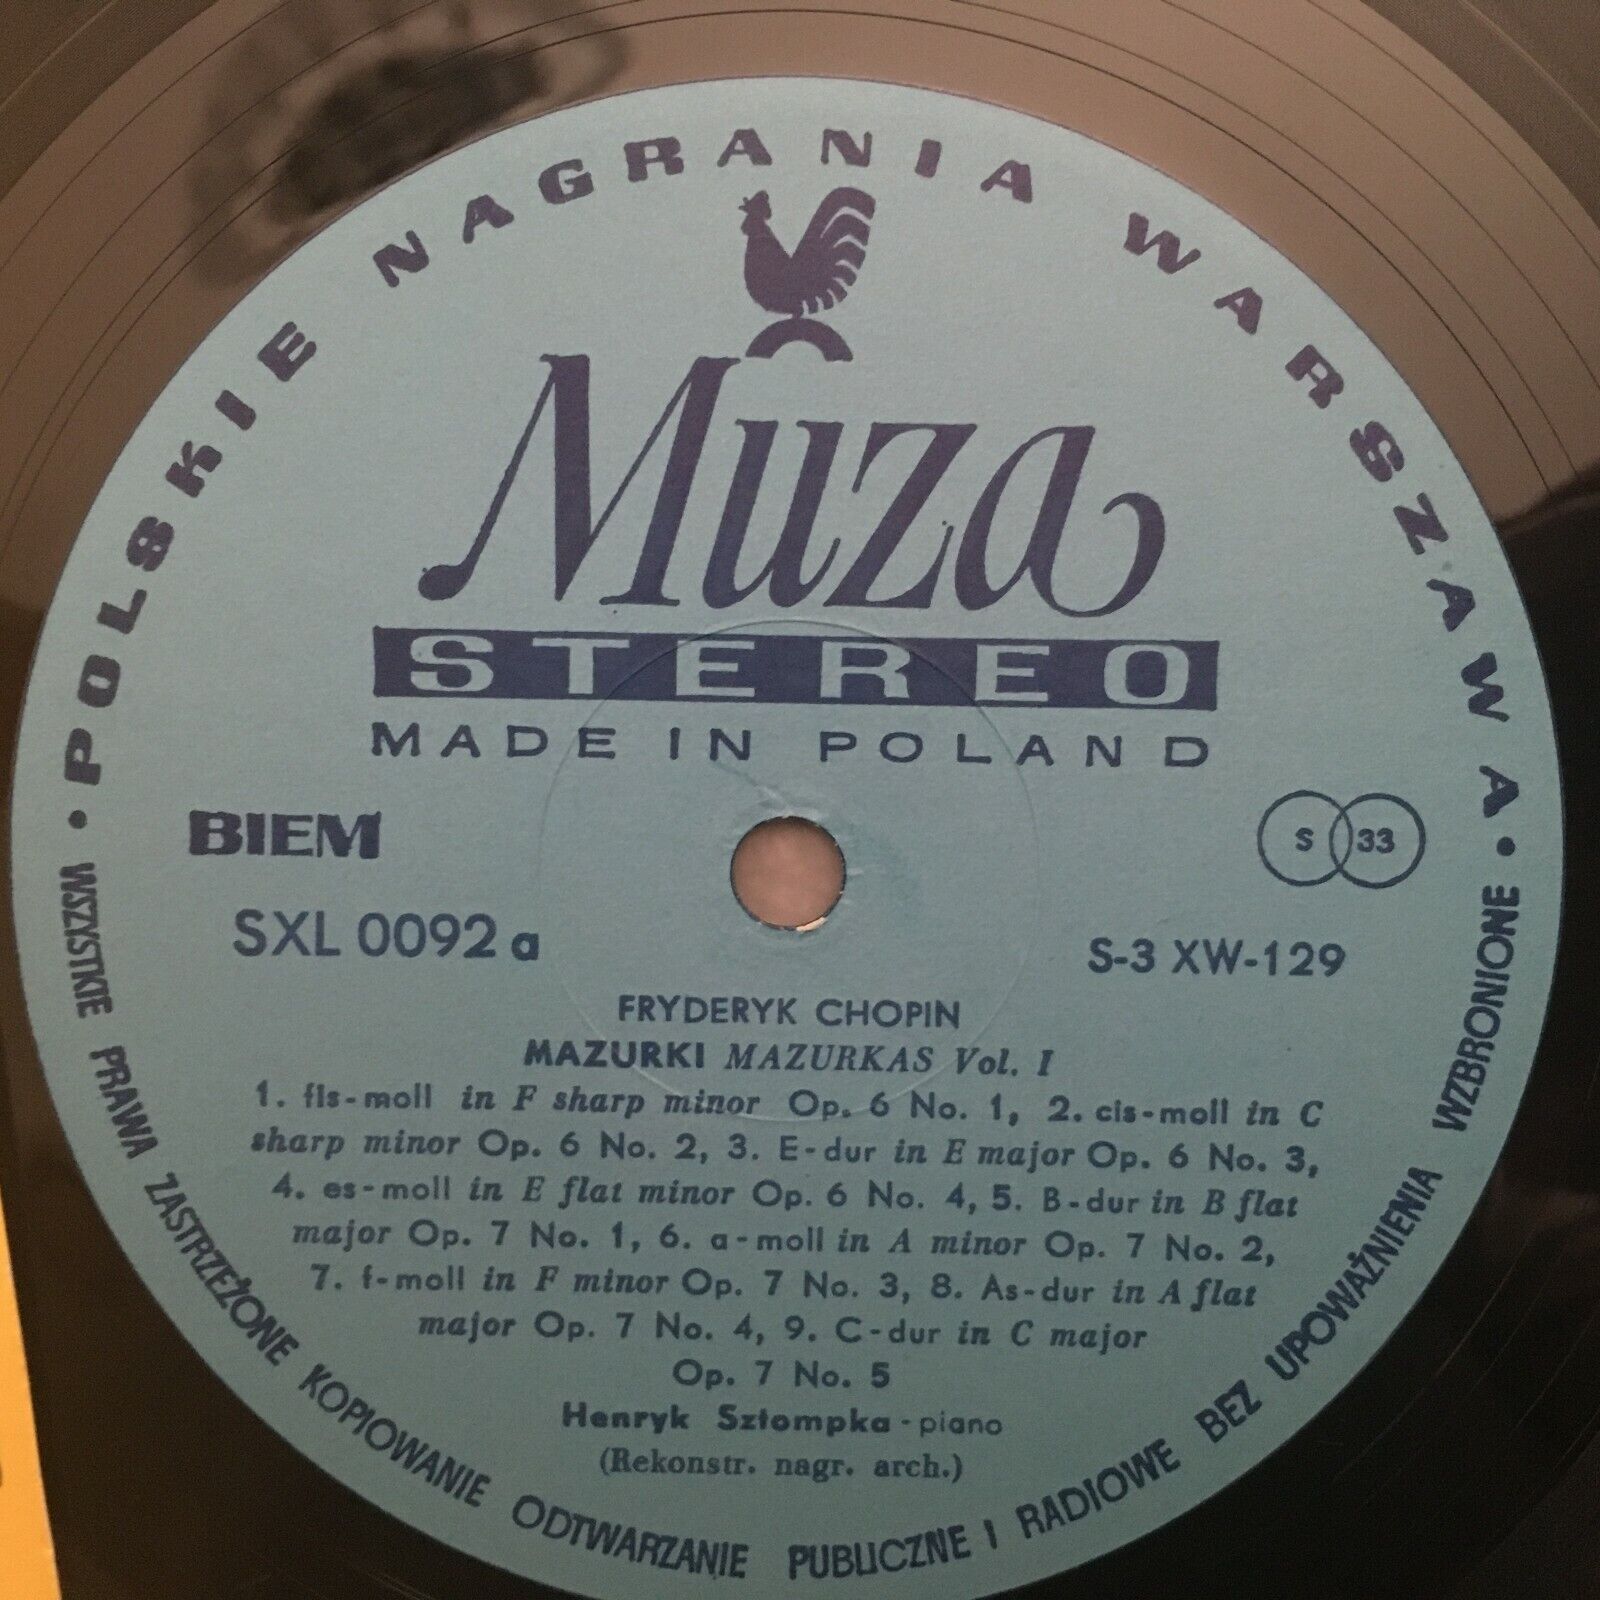 • POLSKIE NAGRANIA WARSZAWA •
Muza
STEREO
MADE IN POLAND
BIEM
S 33
SXL 0092 a
S-3 XW-129
FRYDERYK CHOPIN
MAZURKI MAZURKAS Vol. I
1. fis-moll in F sharp minor Op. 6 No. 1, 2. cis-moll in C
sharp minor Op. 6 No. 2, 3. E-dur in E major Op. 6 No. 3,
4. es-moll in E flat minor Op. 6 No. 4, 5. B-dur in B flat
major Op. 7 No. 1, 6. a-moll in A minor Op. 7 No. 2,
7. f-moll in F minor Op. 7 No. 3, 8. As-dur in A flat
major Op. 7 No. 4, 9. C-dur in C major
Op. 7 No. 5
Henryk Sztompka - piano
(Rekonstr. nagr. arch.)
WSZYSTKIE PRAWA ZASTRZEŻONE KOPIOWANIE ODTWARZANIE PUBLICZNE I RADIOWE BEZ UPOWAŻNIENIA WZBRONIONE